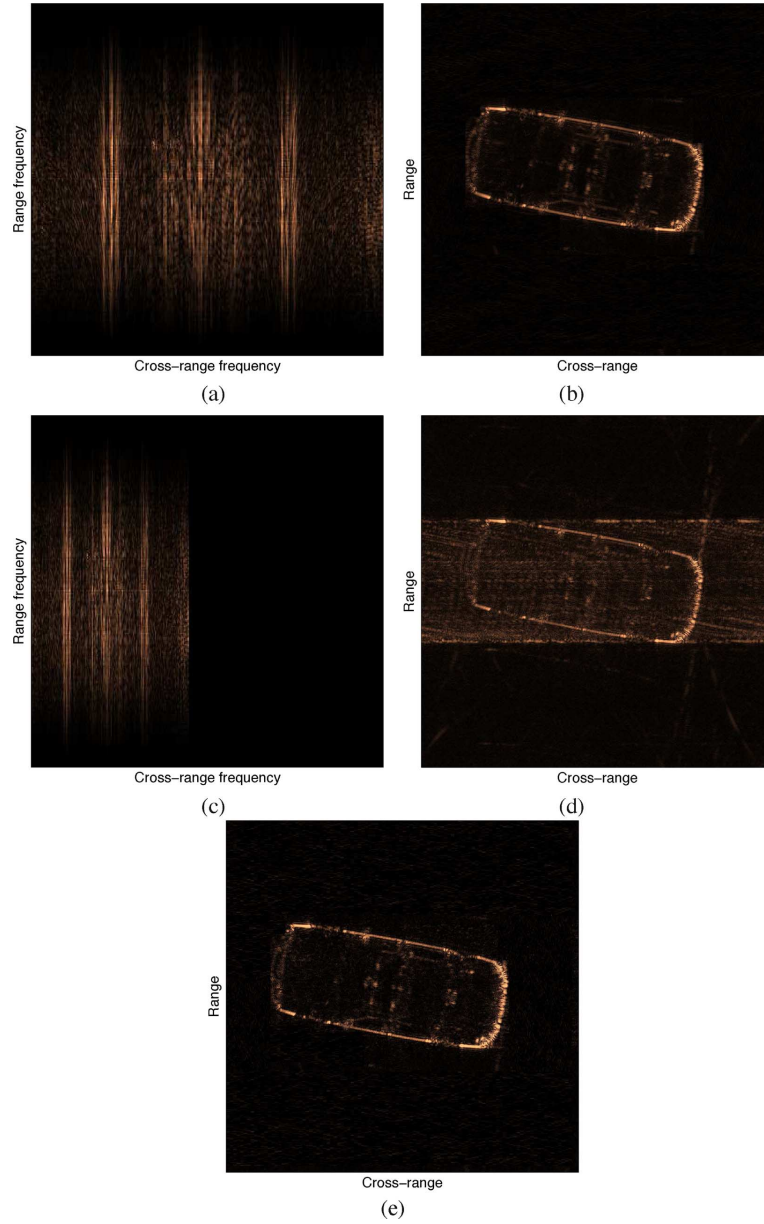 Range frequency
Cross-range frequency
(a)
Range
Cross-range
(b)
Range frequency
Cross-range frequency
(c)
Range
Cross-range
(d)
Range
Cross-range
(e)